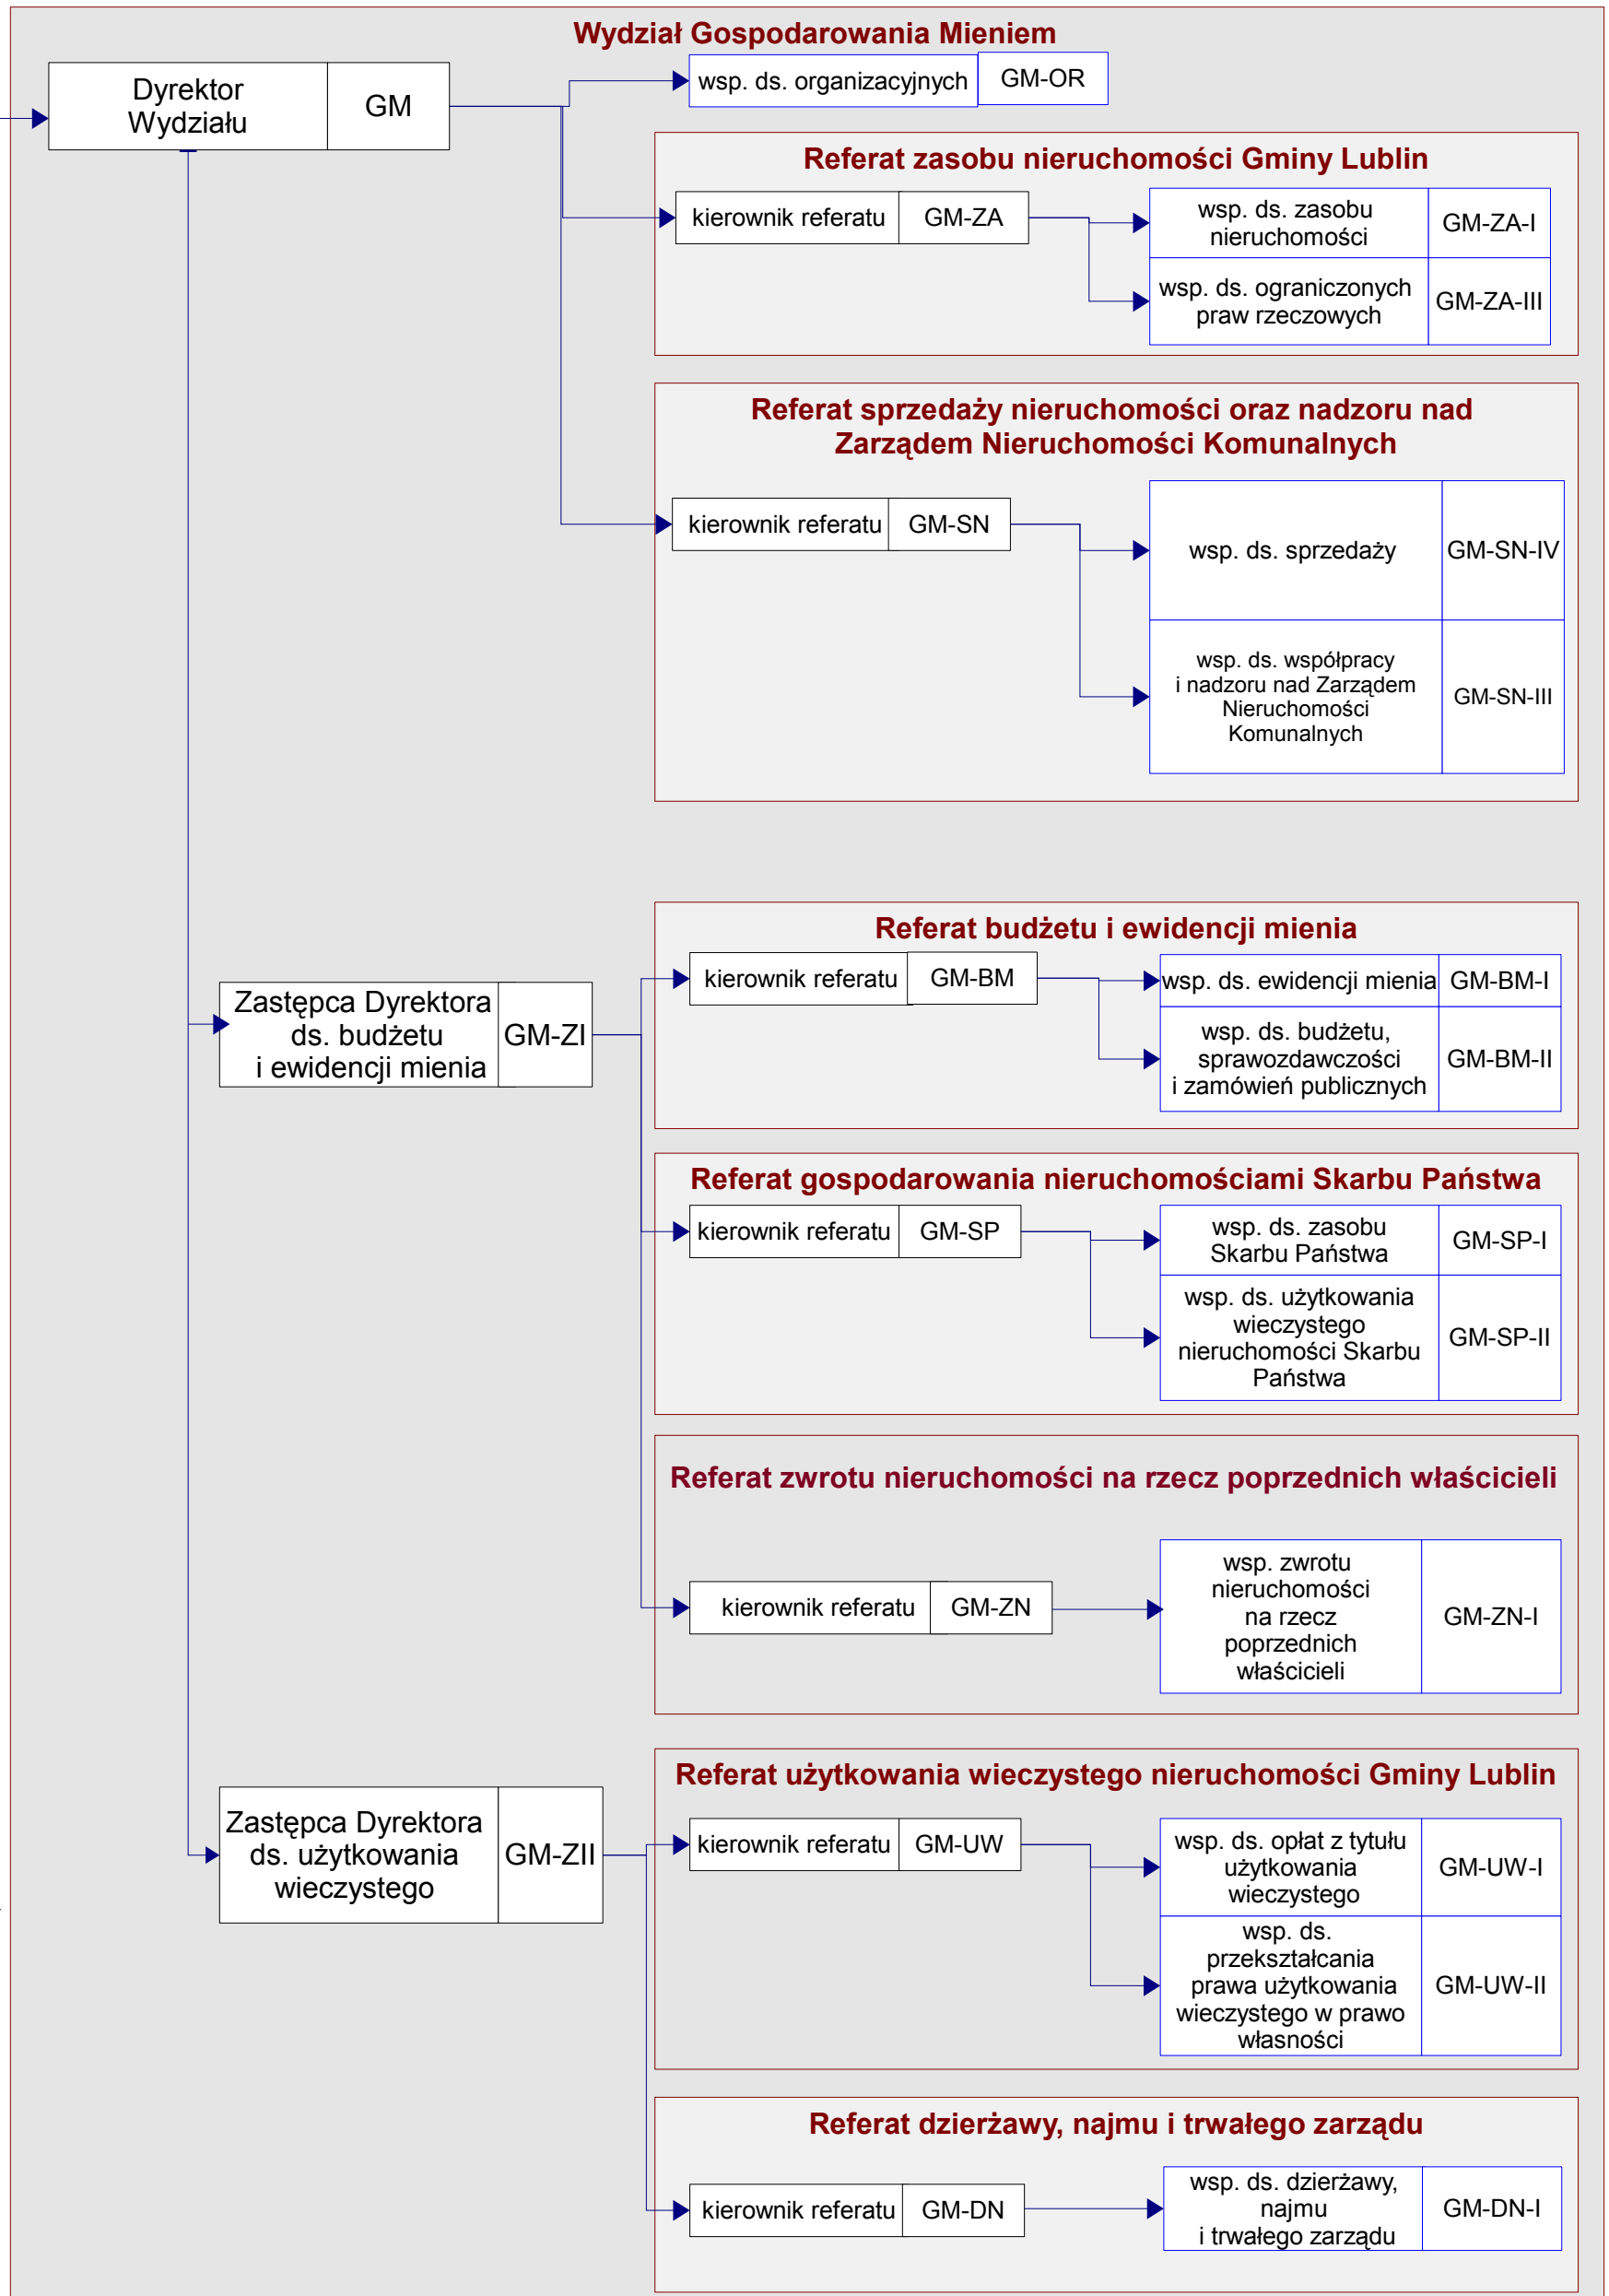 Wydział Gospodarowania Mieniem
Dyrektor
Wydziału
GM
wsp. ds. organizacyjnych
GM-OR
Referat zasobu nieruchomości Gminy Lublin
kierownik referatu
GM-ZA
wsp. ds. zasobu
nieruchomości
GM-ZA-I
wsp. ds. ograniczonych
praw rzeczowych
GM-ZA-III
Referat sprzedaży nieruchomości oraz nadzoru nad
Zarządem Nieruchomości Komunalnych
kierownik referatu
GM-SN
wsp. ds. sprzedaży
GM-SN-IV
wsp. ds. współpracy
i nadzoru nad Zarządem
Nieruchomości
Komunalnych
GM-SN-III
Zastępca Dyrektora
ds. budżetu
i ewidencji mienia
GM-ZI
Referat budżetu i ewidencji mienia
kierownik referatu
GM-BM
wsp. ds. ewidencji mienia
GM-BM-I
wsp. ds. budżetu,
sprawozdawczości
i zamówień publicznych
GM-BM-II
Referat gospodarowania nieruchomościami Skarbu Państwa
kierownik referatu
GM-SP
wsp. ds. zasobu
Skarbu Państwa
GM-SP-I
wsp. ds. użytkowania
wieczystego
nieruchomości Skarbu
Państwa
GM-SP-II
Referat zwrotu nieruchomości na rzecz poprzednich właścicieli
kierownik referatu
GM-ZN
wsp. zwrotu
nieruchomości
na rzecz
poprzednich
właścicieli
GM-ZN-I
Zastępca Dyrektora
ds. użytkowania
wieczystego
GM-ZII
Referat użytkowania wieczystego nieruchomości Gminy Lublin
kierownik referatu
GM-UW
wsp. ds. opłat z tytułu
użytkowania
wieczystego
GM-UW-I
wsp. ds.
przekształcania
prawa użytkowania
wieczystego w prawo
własności
GM-UW-II
Referat dzierżawy, najmu i trwałego zarządu
kierownik referatu
GM-DN
wsp. ds. dzierżawy,
najmu
i trwałego zarządu
GM-DN-I